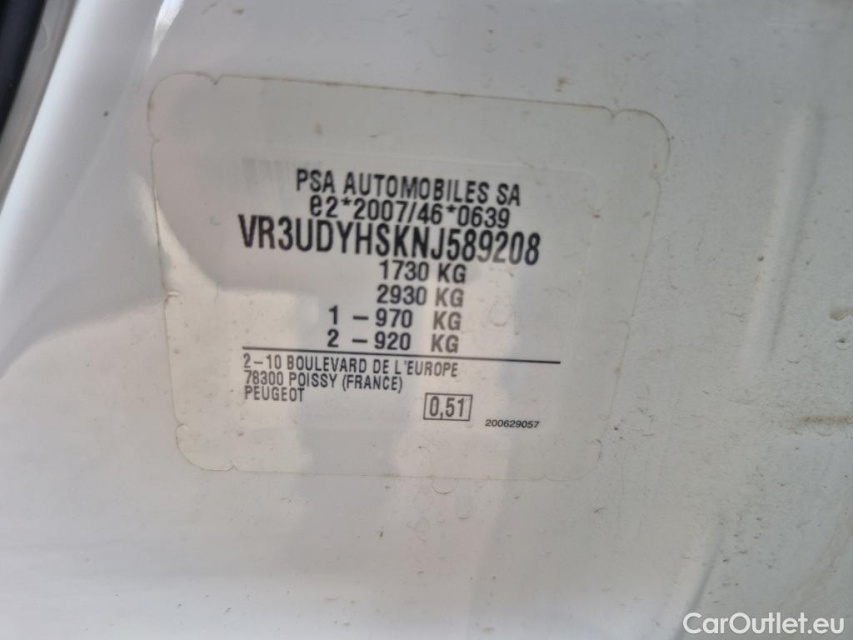 PSA AUTOMOBILES SA
e2*2007/46*0639
VR3UDYHSKNJ589208
1730 KG
2930 KG
1 - 970 KG
2 - 920 KG
2-10 BOULEVARD DE L'EUROPE
78300 POISSY (FRANCE)
PEUGEOT
0,51
200629057
CarOutlet.eu